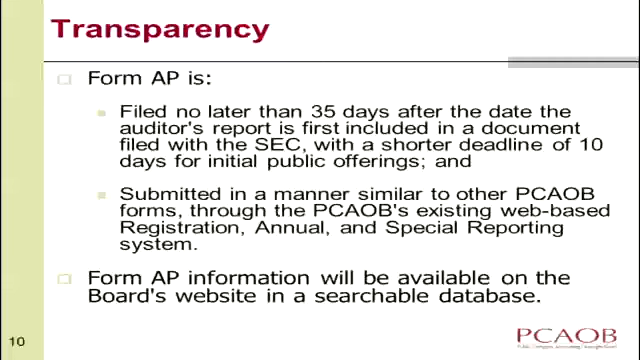 Transparency
Form AP is:
Filed no later than 35 days after the date the
auditor's report is first included in a document
filed with the SEC, with a shorter deadline of 10
days for initial public offerings; and
Submitted in a manner similar to other PCAOB
forms, through the PCAOB's existing web-based
Registration, Annual, and Special Reporting
system.
Form AP information will be available on the
Board's website in a searchable database.
10
PCAOB